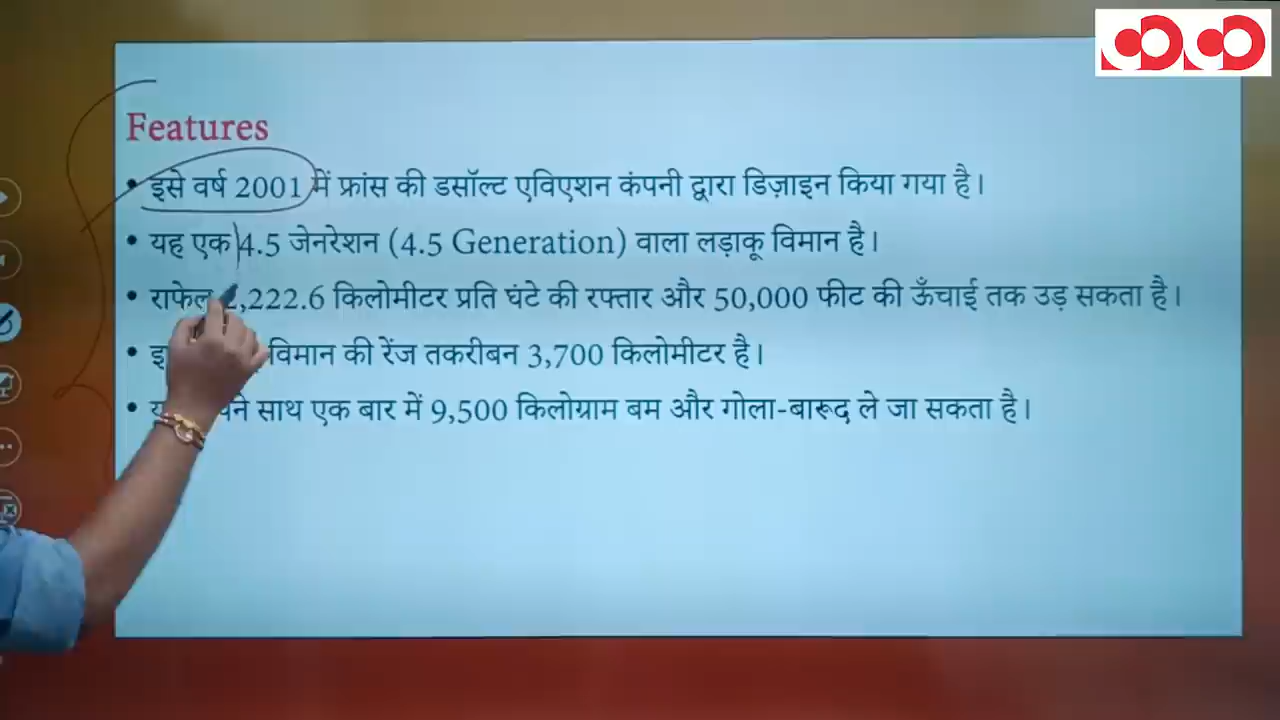 Features
• इसे वर्ष 2001 में फ्रांस की डसॉल्ट एविएशन कंपनी द्वारा डिज़ाइन किया गया है।
• यह एक 4.5 जेनरेशन (4.5 Generation) वाला लड़ाकू विमान है।
• राफेल 2,222.6 किलोमीटर प्रति घंटे की रफ्तार और 50,000 फीट की ऊँचाई तक उड़ सकता है।
• विमान की रेंज तकरीबन 3,700 किलोमीटर है।
• साथ एक बार में 9,500 किलोग्राम बम और गोला-बारूद ले जा सकता है।